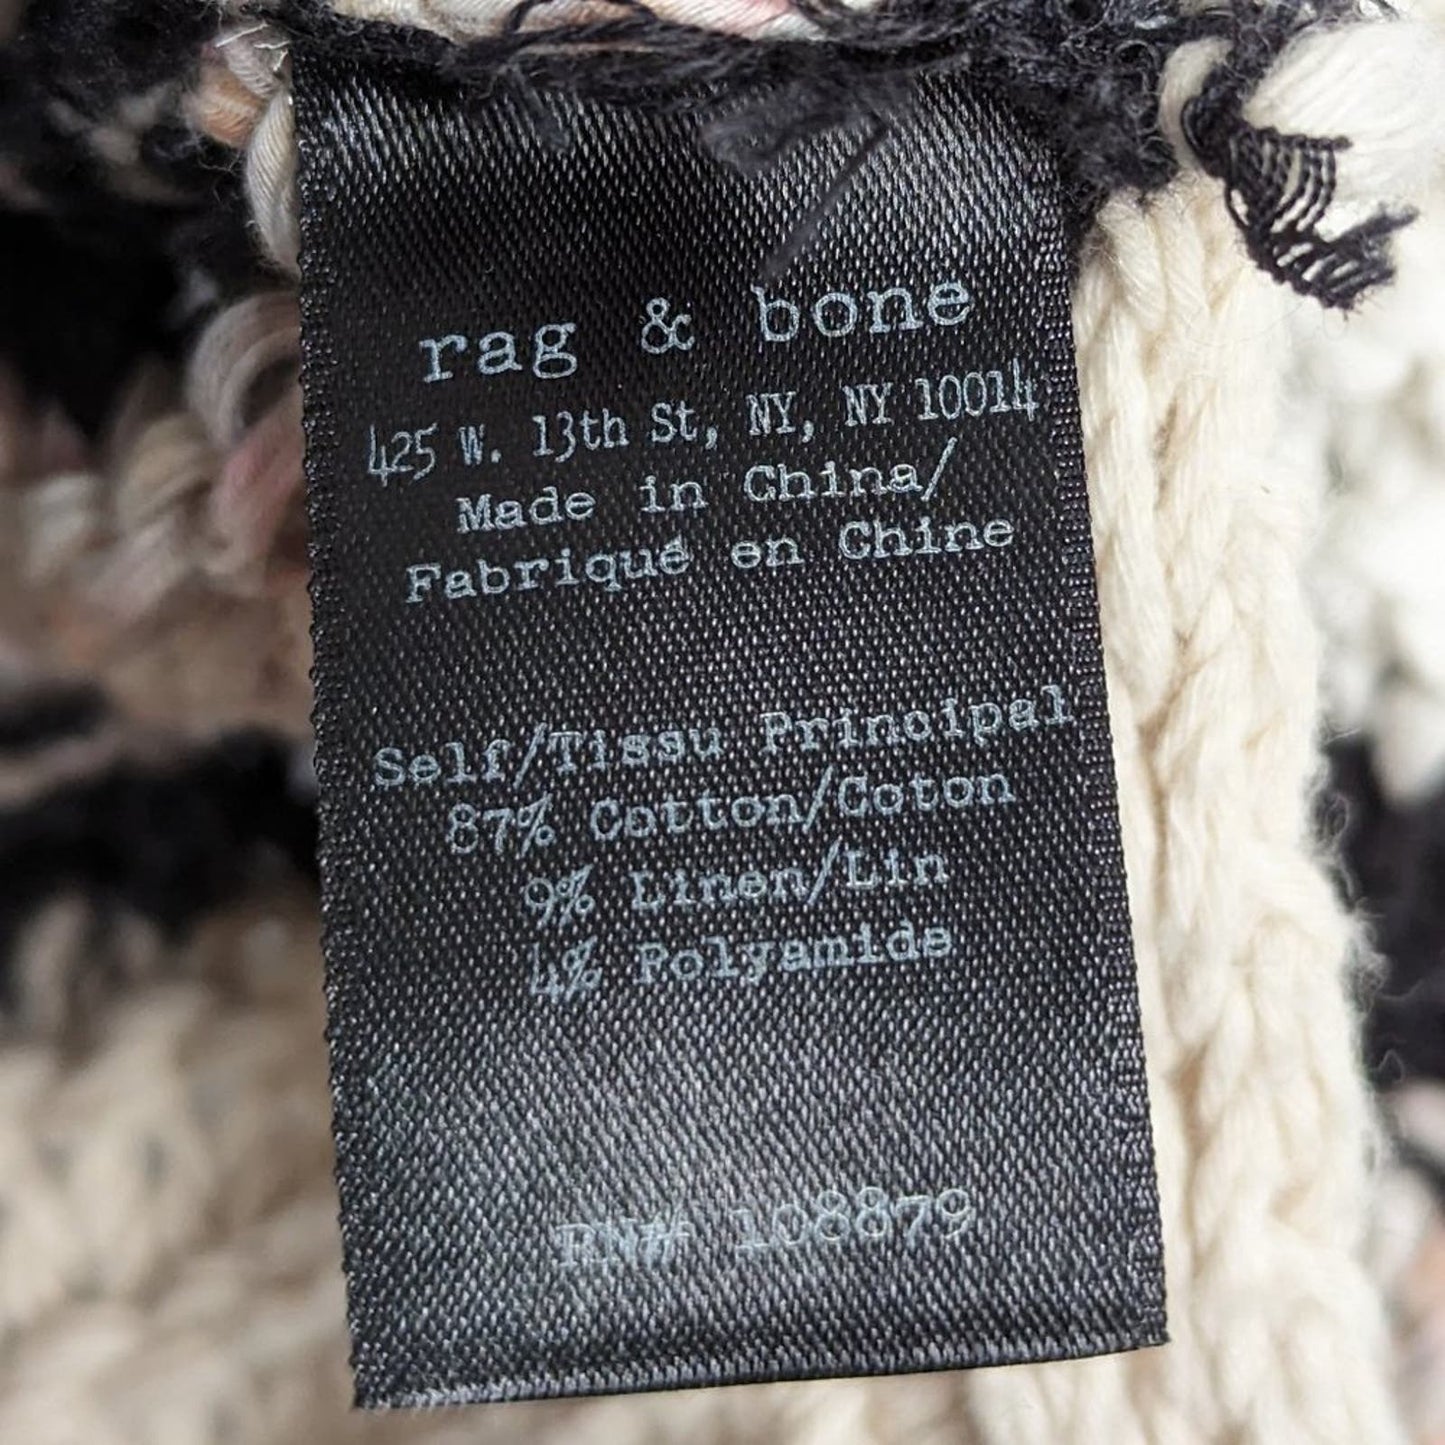 rag & bone
425 W. 13th St, NY, NY 10014
Made in China/
Fabriqué en Chine
Self/Tissu Principal
87% Cotton/Coton
9% Linen/Lin
4% Polyamide
RN# 108879